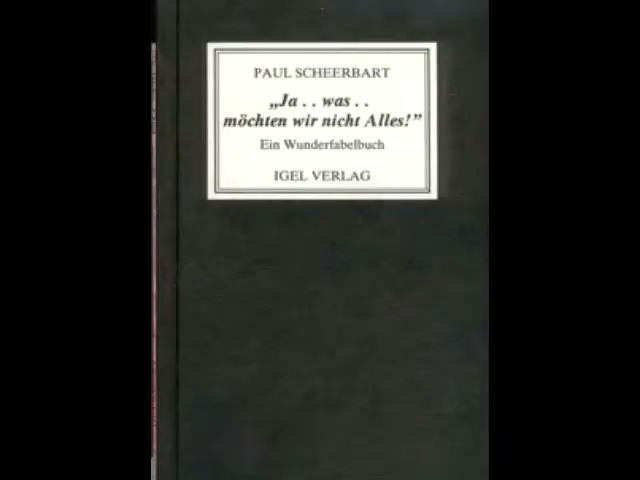 PAUL SCHEERBART
„Ja . . was . .
möchten wir nicht Alles!”
Ein Wunderfabelbuch
IGEL VERLAG